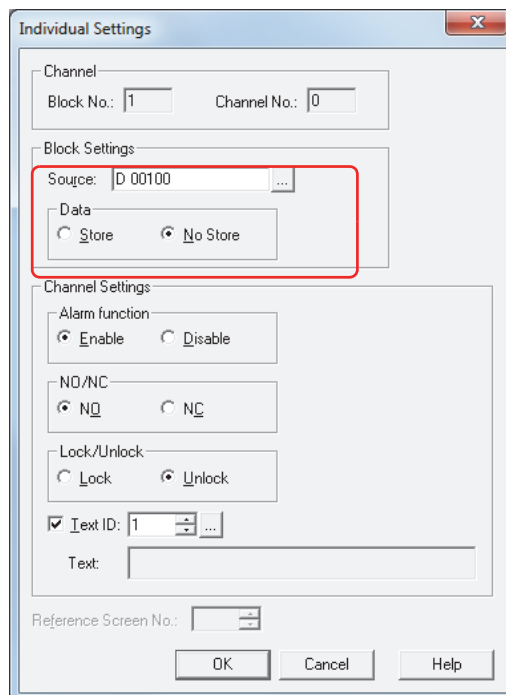 Individual Settings
Channel
Block No.: 1 Channel No.: 0
Block Settings
Source: D 00100 ...
Data
Store No Store
Channel Settings
Alarm function
Enable Disable
NO/NC
NO NC
Lock/Unlock
Lock Unlock
Text ID: 1 ...
Text:
Reference Screen No.:
OK Cancel Help